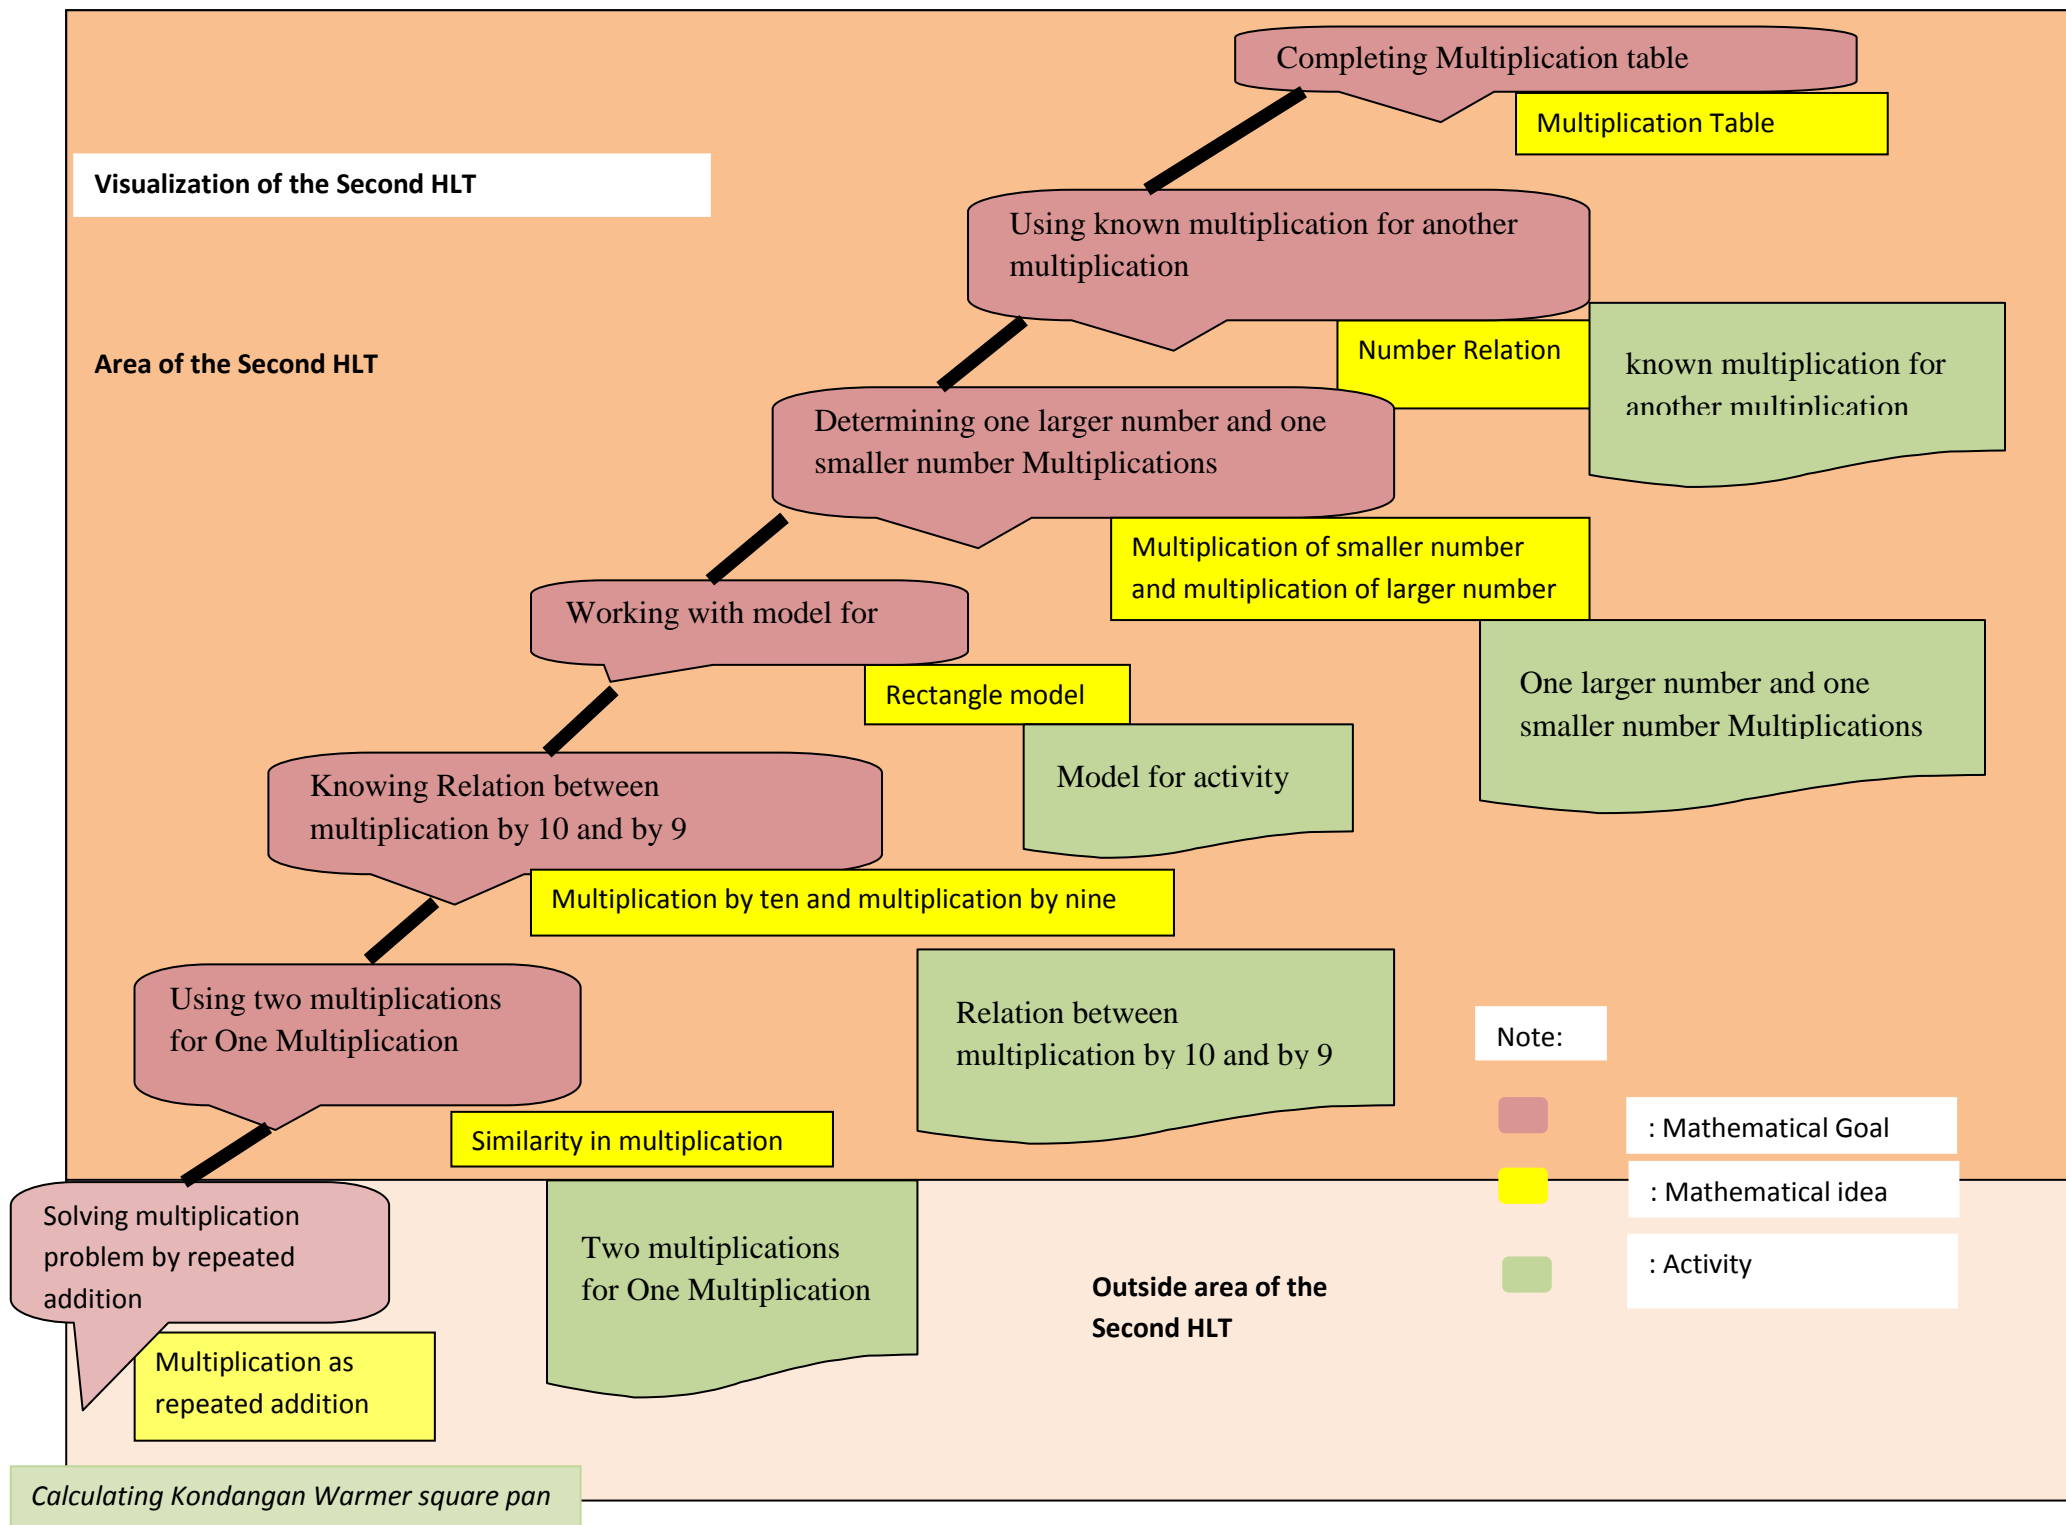 Completing Multiplication table
Multiplication Table
Visualization of the Second HLT
Using known multiplication for another
multiplication
Area of the Second HLT
Number Relation
known multiplication for
another multiplication
Determining one larger number and one
smaller number Multiplications
Multiplication of smaller number
and multiplication of larger number
Working with model for
Rectangle model
One larger number and one
smaller number Multiplications
Model for activity
Knowing Relation between
multiplication by 10 and by 9
Multiplication by ten and multiplication by nine
Using two multiplications
for One Multiplication
Relation between
multiplication by 10 and by 9
Note:
: Mathematical Goal
Similarity in multiplication
: Mathematical idea
Solving multiplication
problem by repeated
addition
Two multiplications
for One Multiplication
: Activity
Outside area of the
Second HLT
Multiplication as
repeated addition
Calculating Kondangan Warmer square pan